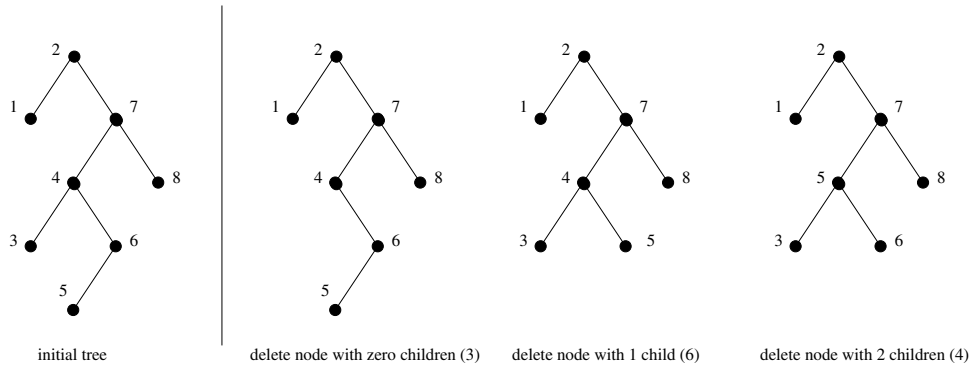 2 2 2 2
1 7 1 7 1 7 1 7
4 8 4 8 4 8 5 8
3 6 6 3 5 3 6
5 5
initial tree delete node with zero children (3) delete node with 1 child (6) delete node with 2 children (4)